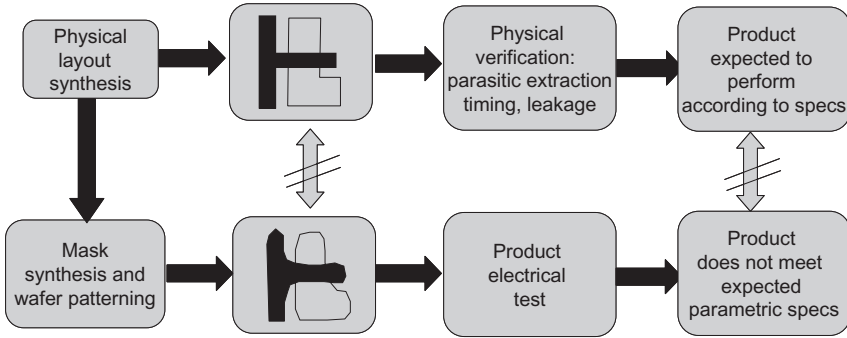 Physical
layout
synthesis
Physical
verification:
parasitic extraction
timing, leakage
Product
expected to
perform
according to specs
Mask
synthesis and
wafer patterning
Product
electrical
test
Product
does not meet
expected
parametric specs